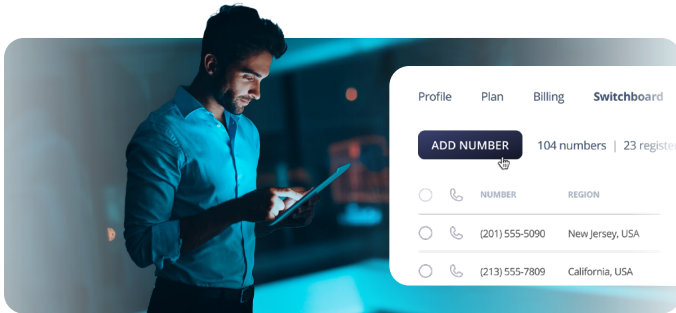 Profile Plan Billing Switchboard
ADD NUMBER 104 numbers | 23
NUMBER REGION
(201) 555-5090 New Jersey, USA
(213) 555-7809 California, USA